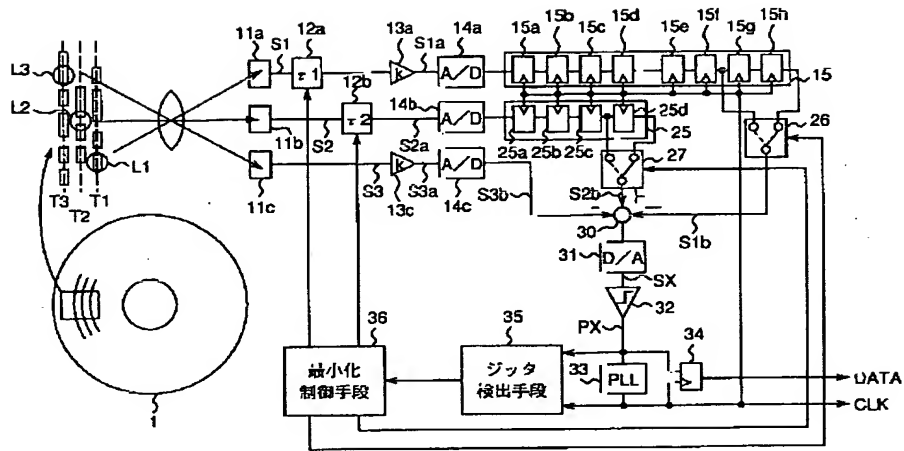 11a S1 12a 13a S1a 14a 15a 15b 15c 15d 15e 15f 15g 15h
L3 τ1 k A/D
12b 15
L2 τ2 14b A/D 25d 26
11b S2 S2a 25a 25b 25c 25 27
L1
11c S3 k S3a A/D
13c 14c S3b S2b
T3 T2 T1
30 S1b
31 D/A
SX
32
36 35 PX 34
最小化
制御手段
ジッタ
検出手段
33 PLL
DATA
CLK
1